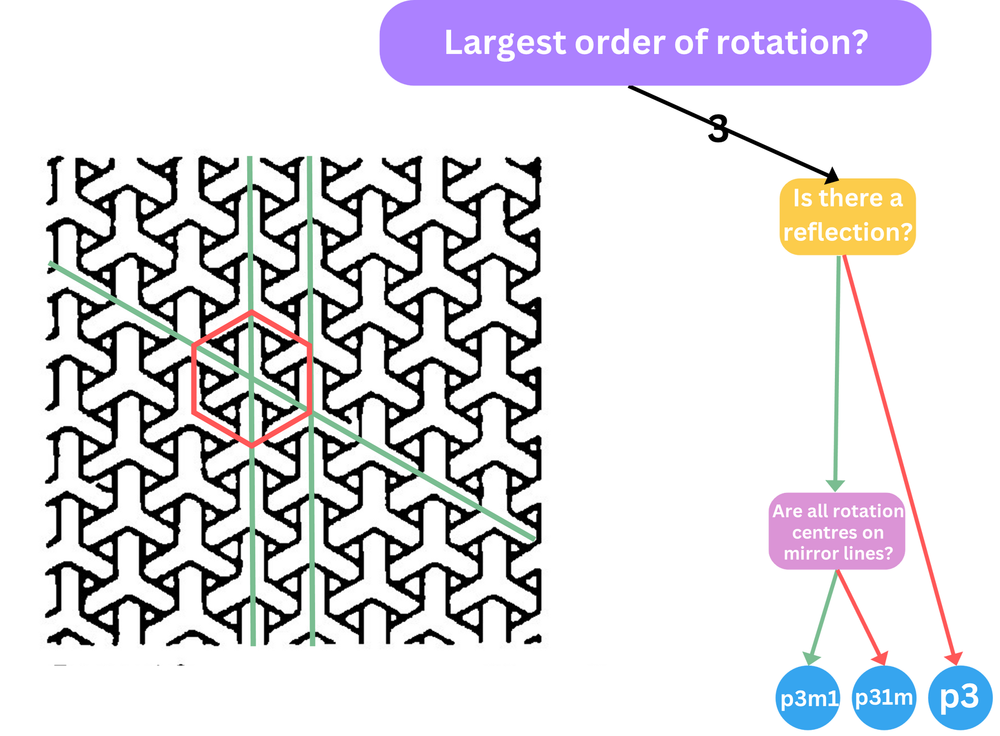 Largest order of rotation?
3
Is there a
reflection?
Are all rotation
centres on
mirror lines?
p3m1
p31m
p3